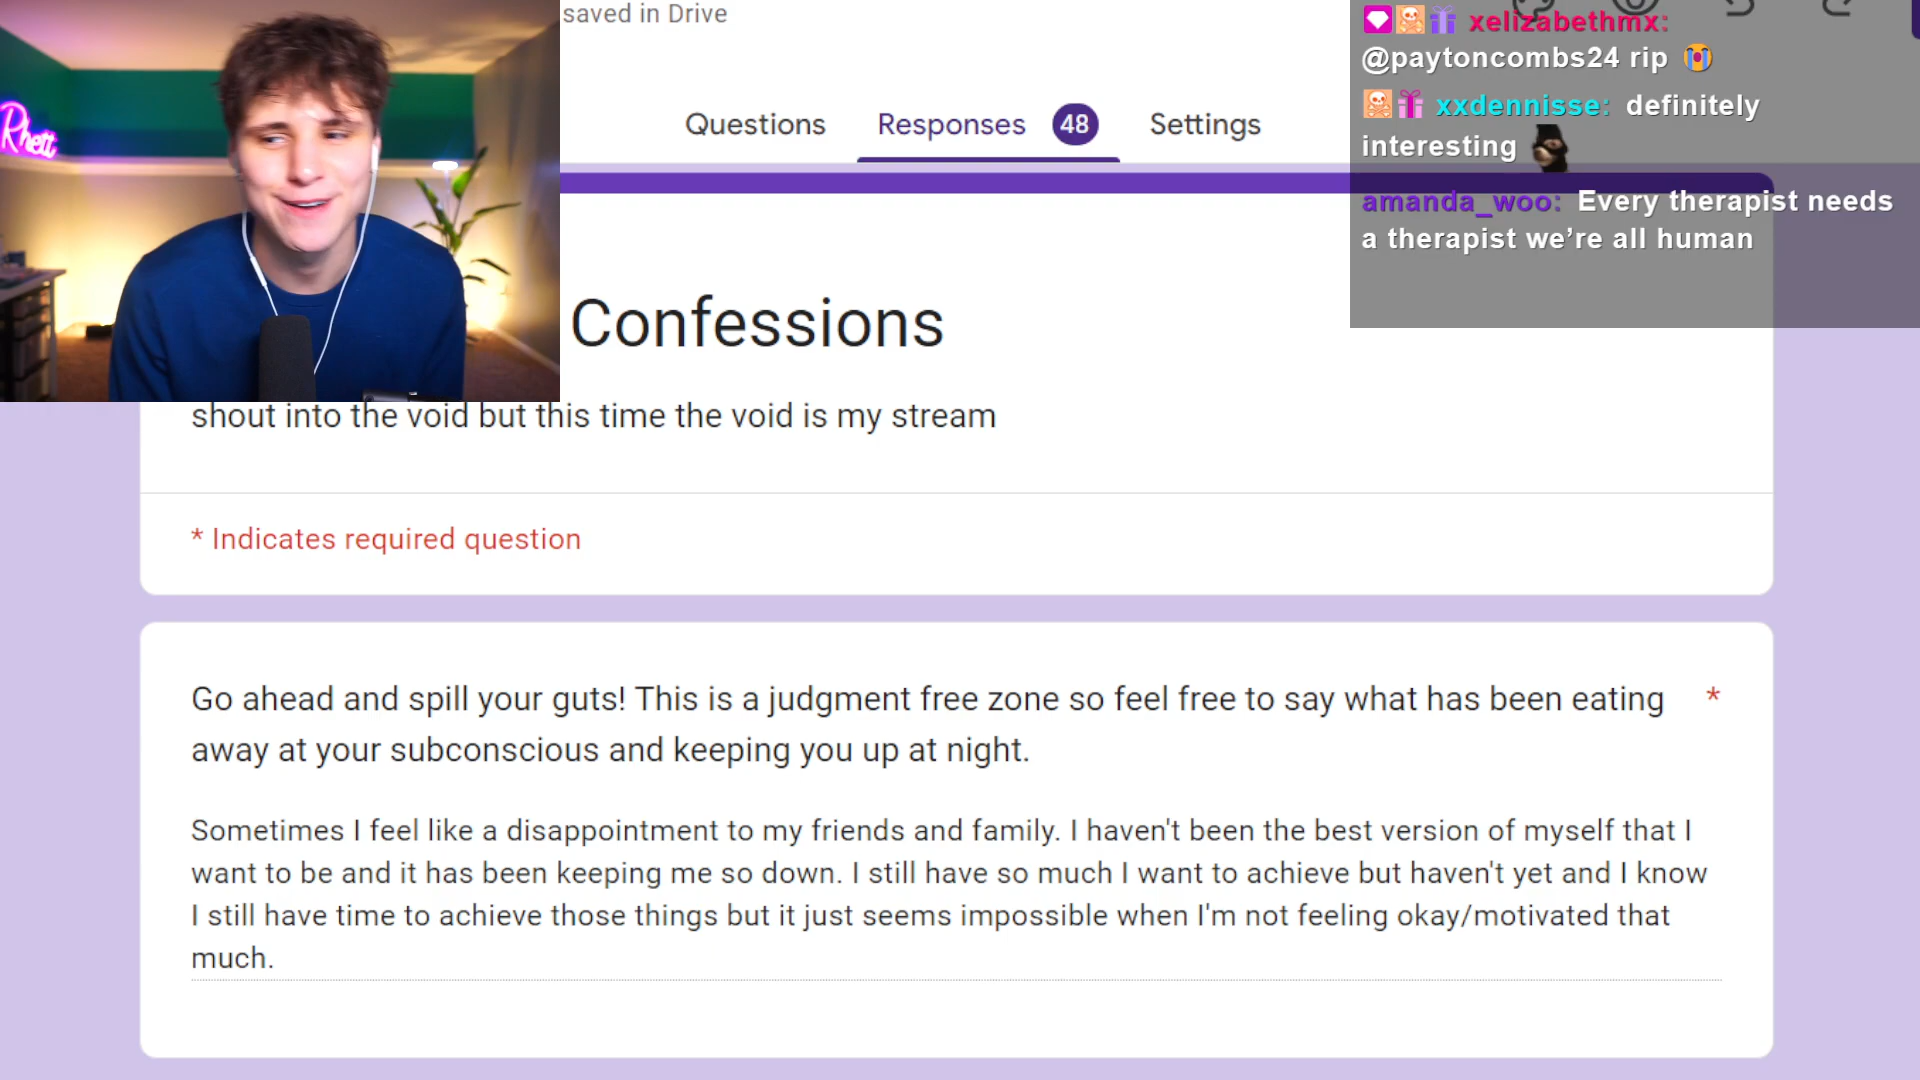 saved in Drive
Rhett
Questions
Responses
48
Settings
xelizabethmx:
@paytoncombs24 rip 😭
xxdennisse: definitely
interesting
amanda_woo: Every therapist needs
a therapist we’re all human
Confessions
shout into the void but this time the void is my stream
* Indicates required question
Go ahead and spill your guts! This is a judgment free zone so feel free to say what has been eating *
away at your subconscious and keeping you up at night.
Sometimes I feel like a disappointment to my friends and family. I haven't been the best version of myself that I
want to be and it has been keeping me so down. I still have so much I want to achieve but haven't yet and I know
I still have time to achieve those things but it just seems impossible when I'm not feeling okay/motivated that
much.